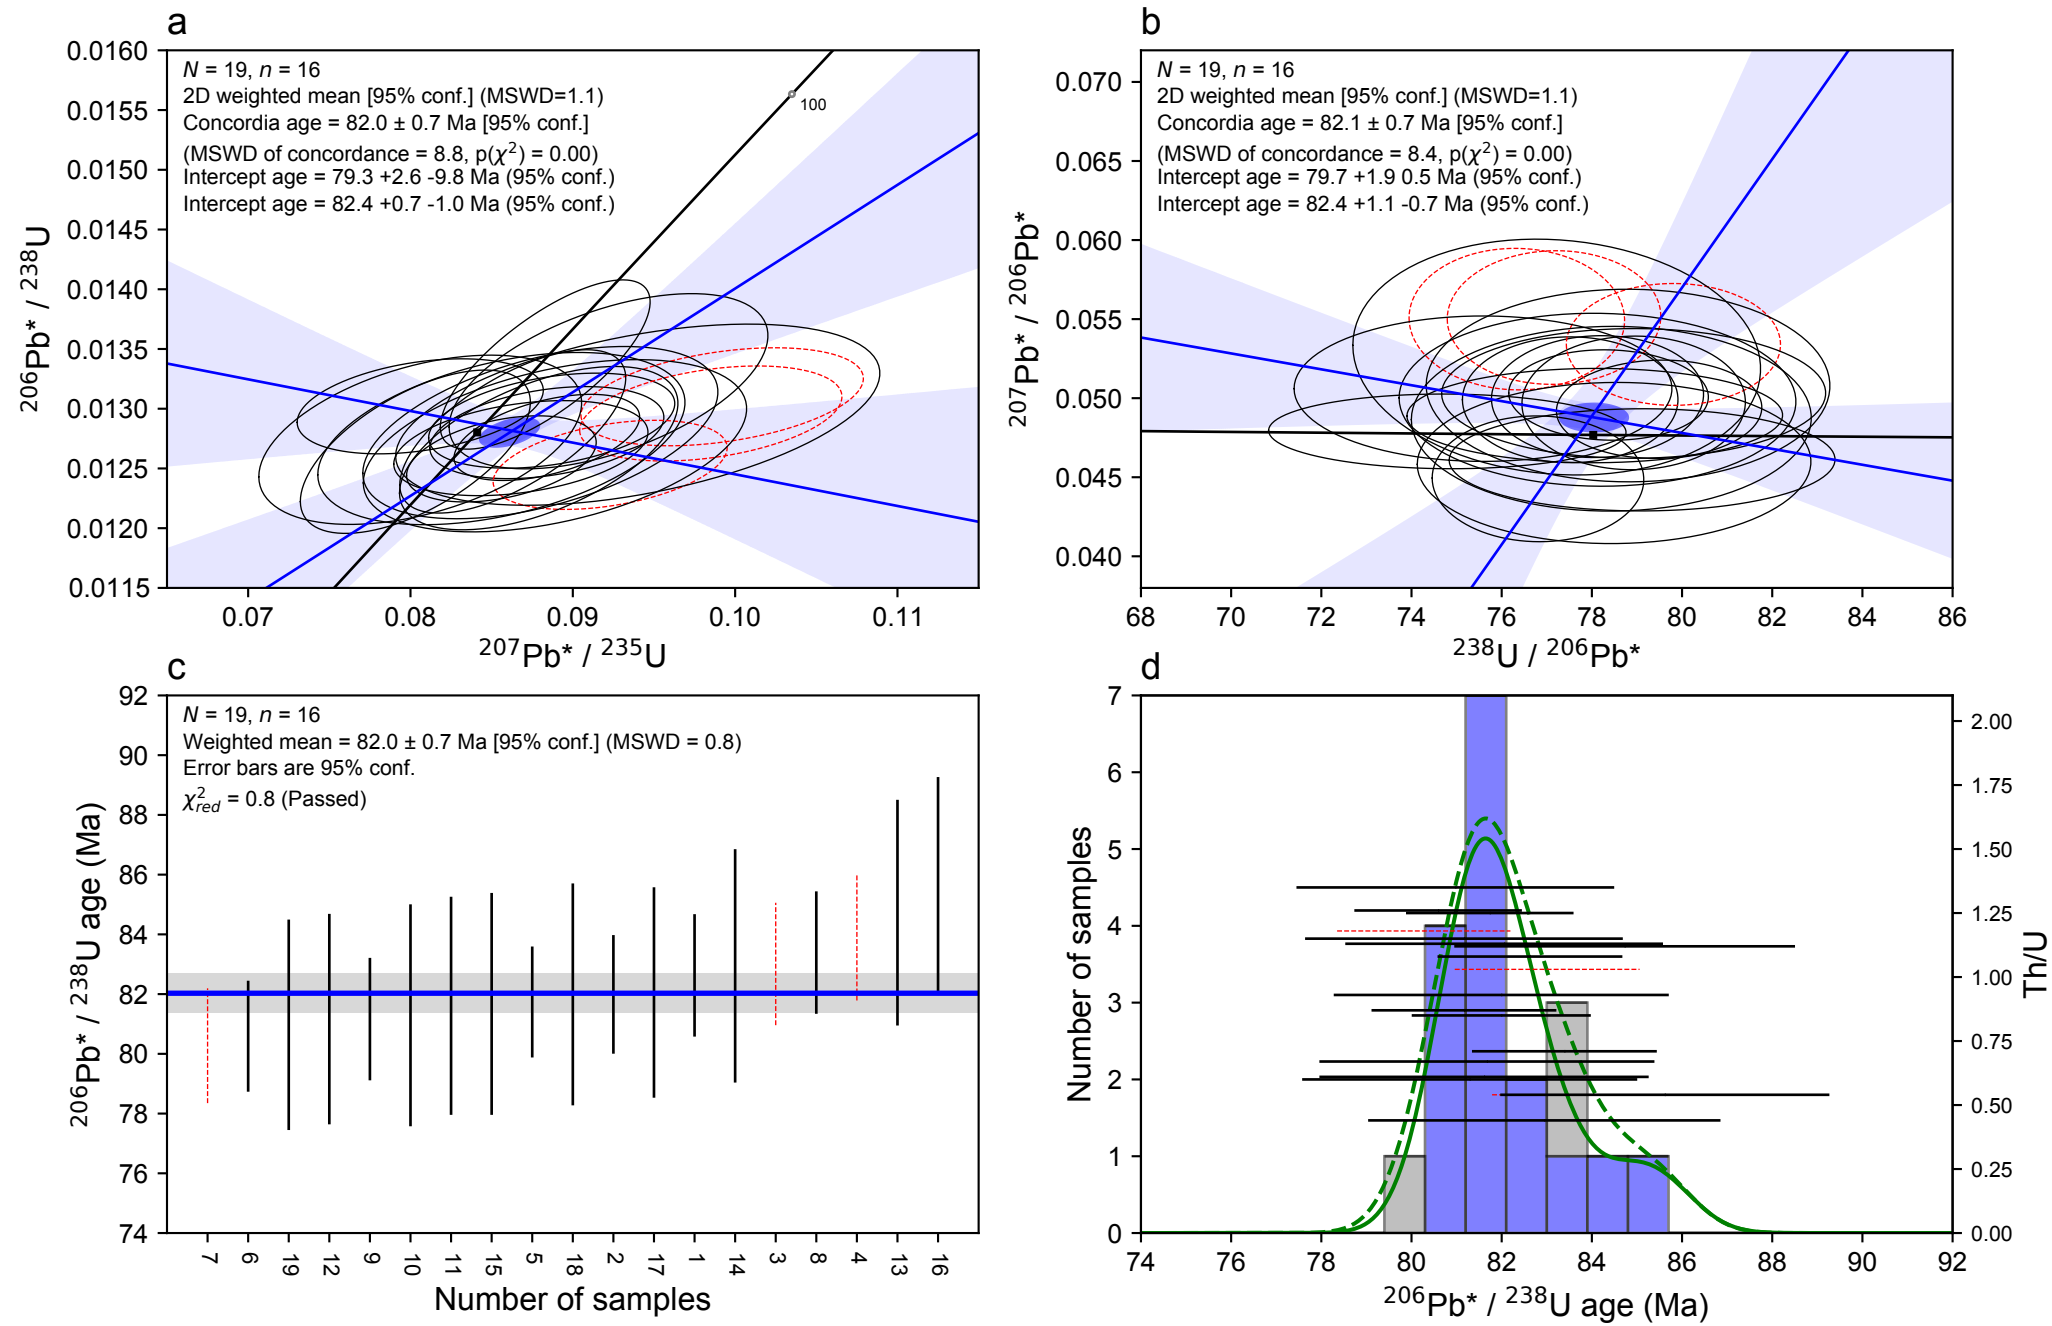 a
0.0160
0.0155
0.0150
0.0145
0.0140
0.0135
0.0130
0.0125
0.0120
0.0115
²⁰⁶Pb* / ²³⁸U
N = 19, n = 16
2D weighted mean [95% conf.] (MSWD=1.1)
Concordia age = 82.0 ± 0.7 Ma [95% conf.]
(MSWD of concordance = 8.8, p(χ²) = 0.00)
Intercept age = 79.3 +2.6 -9.8 Ma (95% conf.)
Intercept age = 82.4 +0.7 -1.0 Ma (95% conf.)
100
0.07 0.08 0.09 0.10 0.11
²⁰⁷Pb* / ²³⁵U
b
0.070
0.065
0.060
0.055
0.050
0.045
0.040
²⁰⁷Pb* / ²⁰⁶Pb*
N = 19, n = 16
2D weighted mean [95% conf.] (MSWD=1.1)
Concordia age = 82.1 ± 0.7 Ma [95% conf.]
(MSWD of concordance = 8.4, p(χ²) = 0.00)
Intercept age = 79.7 +1.9 0.5 Ma (95% conf.)
Intercept age = 82.4 +1.1 -0.7 Ma (95% conf.)
68 70 72 74 76 78 80 82 84 86
²³⁸U / ²⁰⁶Pb*
c
92
90
88
86
84
82
80
78
76
74
²⁰⁶Pb* / ²³⁸U age (Ma)
N = 19, n = 16
Weighted mean = 82.0 ± 0.7 Ma [95% conf.] (MSWD = 0.8)
Error bars are 95% conf.
χ²red = 0.8 (Passed)
7 6 19 12 9 10 11 15 5 18 2 17 1 14 3 8 4 13 16
Number of samples
d
7
6
5
4
3
2
1
0
Number of samples
2.00
1.75
1.50
1.25
1.00
0.75
0.50
0.25
0.00
Th/U
74 76 78 80 82 84 86 88 90 92
²⁰⁶Pb* / ²³⁸U age (Ma)